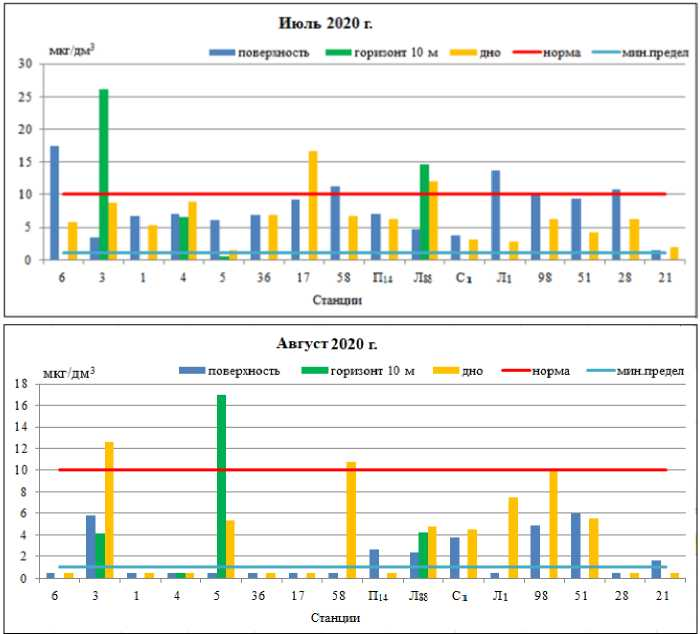 Июль 2020 г.
мкг/дм³ поверхность горизонт 10 м дно норма мин.предел
30
25
20
15
10
5
0
6 3 1 4 5 36 17 58 П14 Л88 Сп Л1 98 51 28 21
Станции
Август 2020 г.
мкг/дм³ поверхность горизонт 10 м дно норма мин.предел
18
16
14
12
10
8
6
4
2
0
6 3 1 4 5 36 17 58 П14 Л88 Сп Л1 98 51 28 21
Станции